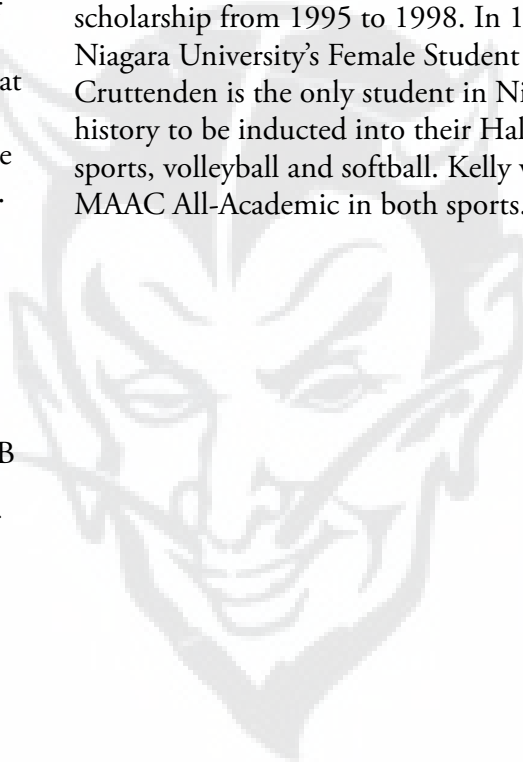 at
e
.
B
.
scholarship from 1995 to 1998. In 1
Niagara University’s Female Student
Cruttenden is the only student in Ni
history to be inducted into their Hal
sports, volleyball and softball. Kelly
MAAC All-Academic in both sports.